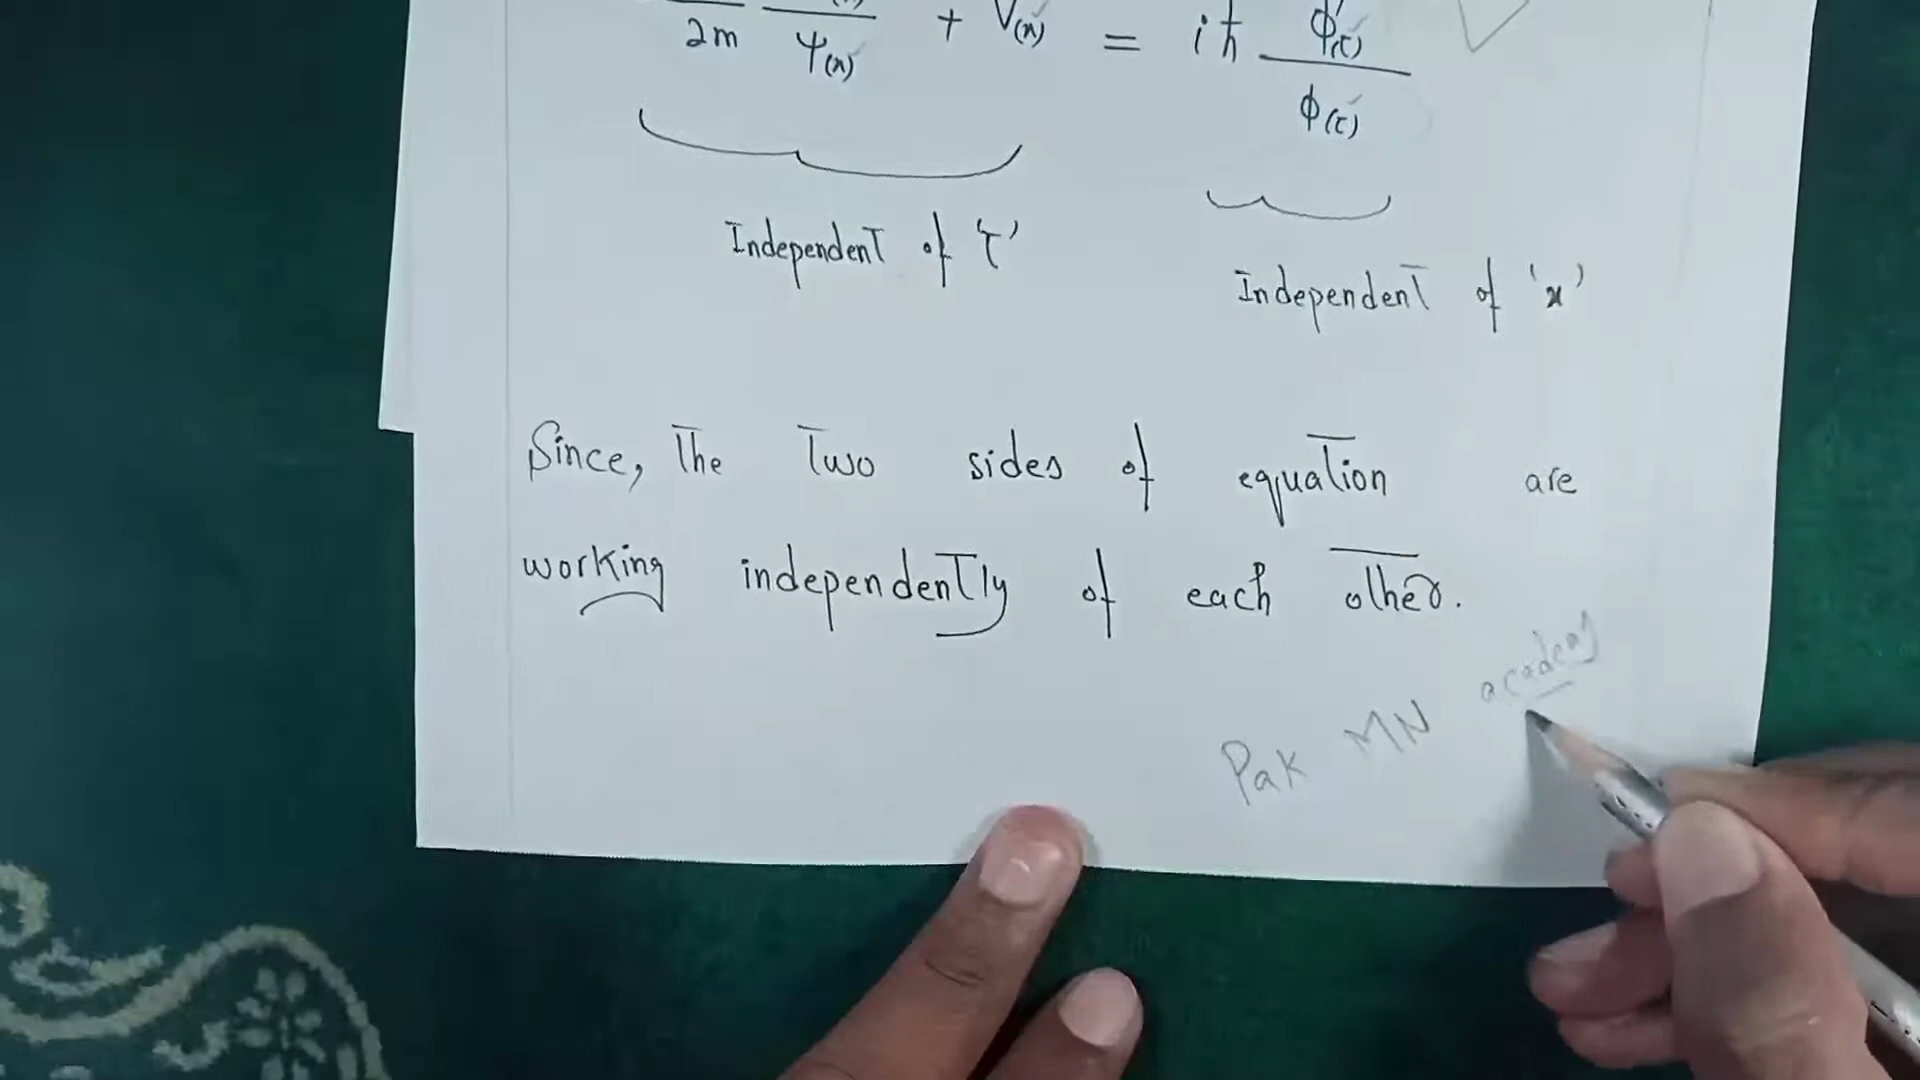 2m ψ(x) + V(x) = iħ ϕ'(t)
ϕ(t)
Independent of 't'
Independent of 'x'
Since, The Two sides of equation are
working independently of each other.
Pak MN academy